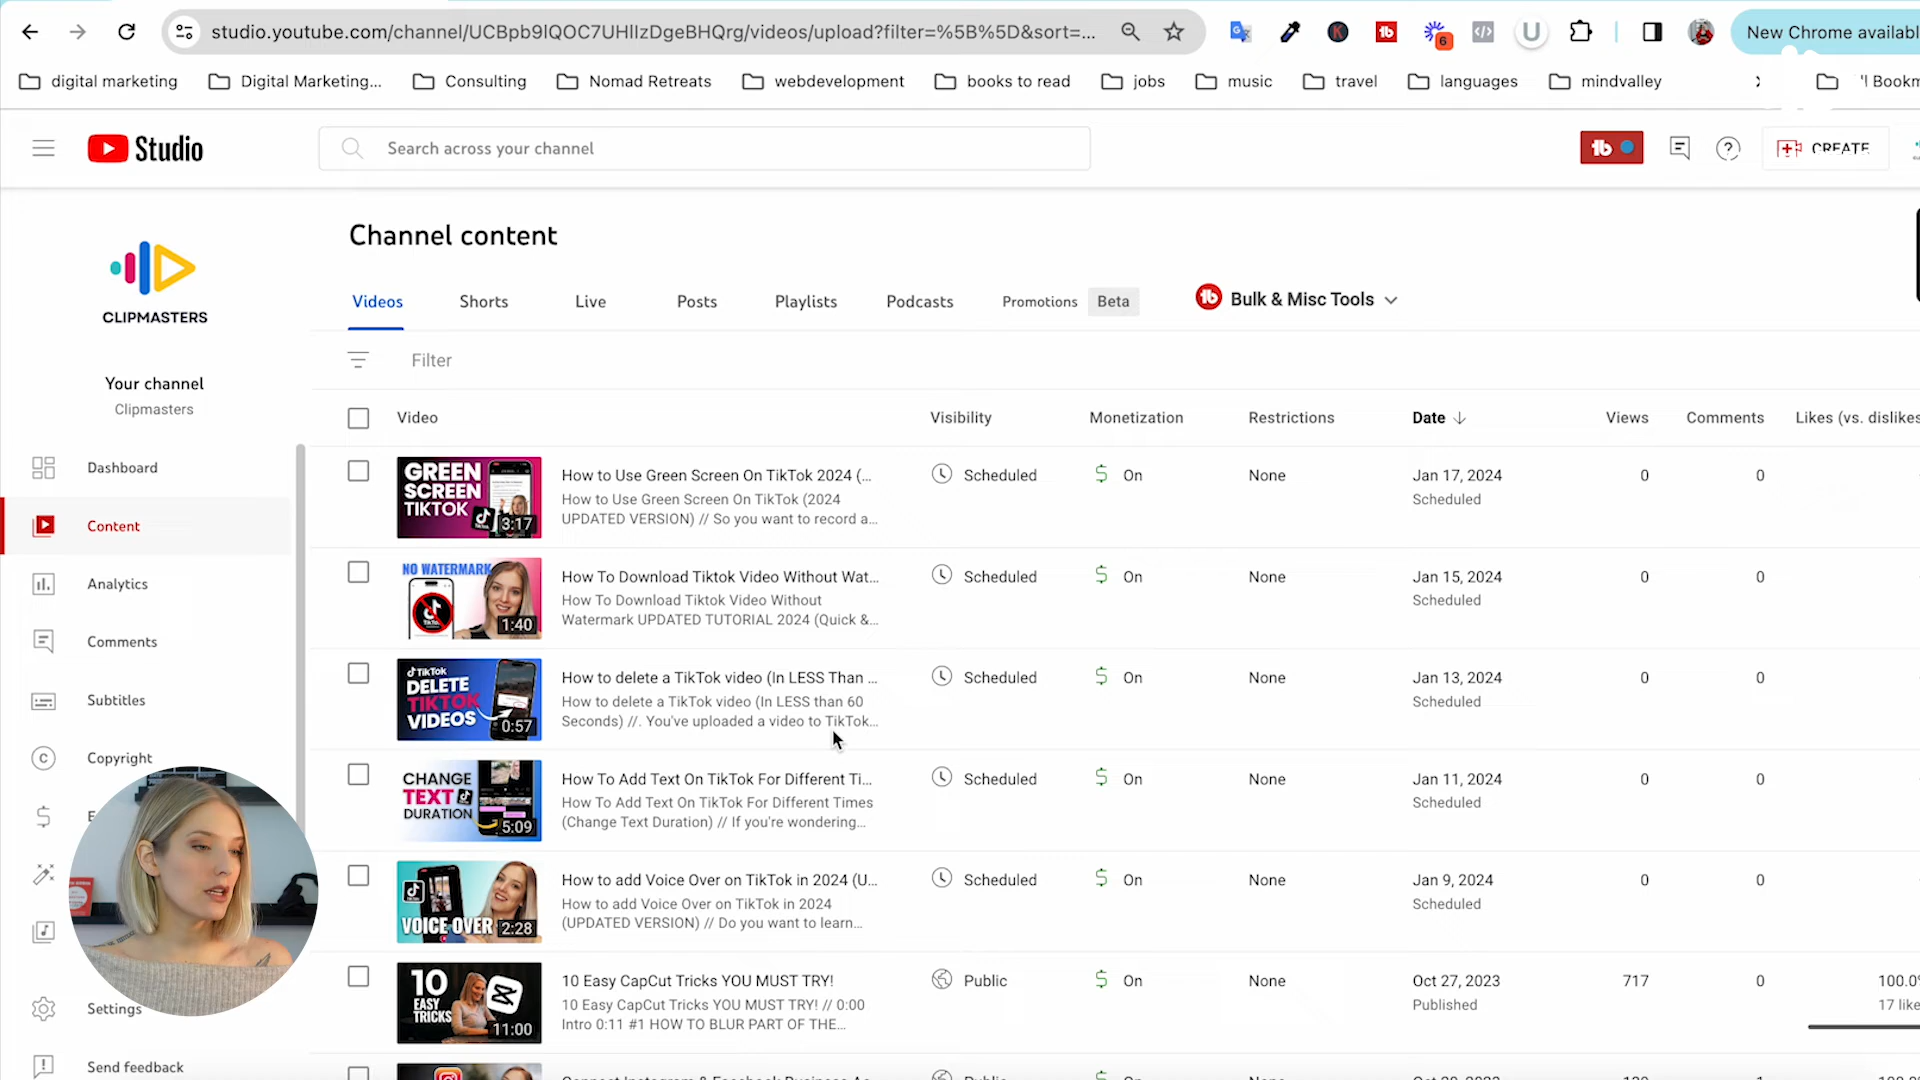 studio.youtube.com/channel/UCBpb9IQOC7UHIIzDgeBHQrg/videos/upload?filter=%5B%5D&sort=...
6
New Chrome availabl
digital marketing
Digital Marketing...
Consulting
Nomad Retreats
webdevelopment
books to read
jobs
music
travel
languages
mindvalley
ll Bookm
Studio
Search across your channel
CREATE
CLIPMASTERS
Your channel
Clipmasters
Dashboard
Content
Analytics
Comments
Subtitles
Copyright
E
Settings
Send feedback
Channel content
Videos
Shorts
Live
Posts
Playlists
Podcasts
Promotions
Beta
Bulk & Misc Tools
Filter
Video
Visibility
Monetization
Restrictions
Date
Views
Comments
Likes (vs. dislikes
GREEN
SCREEN
TIKTOK
3:17
How to Use Green Screen On TikTok 2024 (...
How to Use Green Screen On TikTok (2024
UPDATED VERSION) // So you want to record a...
Scheduled
On
None
Jan 17, 2024
Scheduled
0
0
NO WATERMARK
TikTok
1:40
How To Download Tiktok Video Without Wat...
How To Download Tiktok Video Without
Watermark UPDATED TUTORIAL 2024 (Quick &...
Scheduled
On
None
Jan 15, 2024
Scheduled
0
0
TikTok
DELETE
TIKTOK
VIDEOS
0:57
How to delete a TikTok video (In LESS Than ...
How to delete a TikTok video (In LESS than 60
Seconds) //. You've uploaded a video to TikTok...
Scheduled
On
None
Jan 13, 2024
Scheduled
0
0
CHANGE
TEXT
DURATION
5:09
How To Add Text On TikTok For Different Ti...
How To Add Text On TikTok For Different Times
(Change Text Duration) // If you're wondering...
Scheduled
On
None
Jan 11, 2024
Scheduled
0
0
VOICE OVER
2:28
How to add Voice Over on TikTok in 2024 (U...
How to add Voice Over on TikTok in 2024
(UPDATED VERSION) // Do you want to learn...
Scheduled
On
None
Jan 9, 2024
Scheduled
0
0
10
EASY
TRICKS
11:00
10 Easy CapCut Tricks YOU MUST TRY!
10 Easy CapCut Tricks YOU MUST TRY! // 0:00
Intro 0:11 #1 HOW TO BLUR PART OF THE...
Public
On
None
Oct 27, 2023
Published
717
0
100.0%
17 like